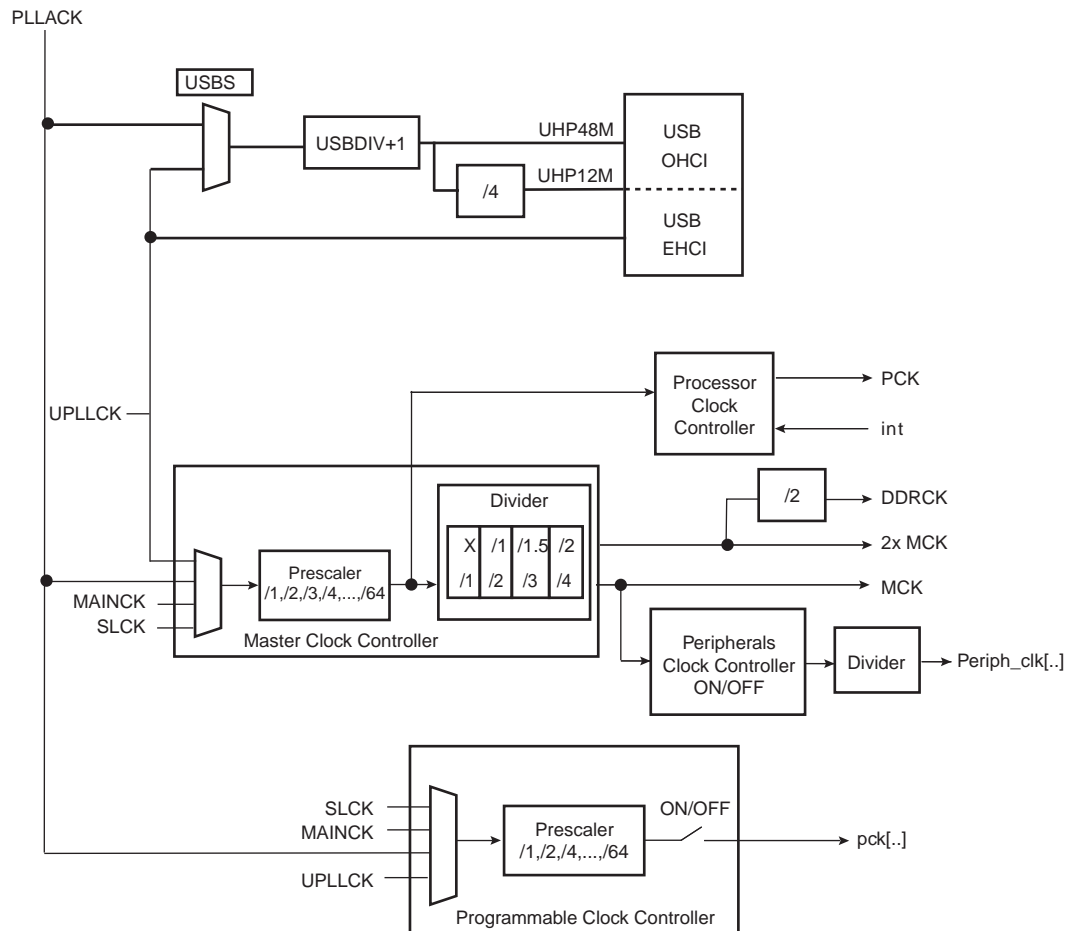 PLLACK
USBS
USBDIV+1
UHP48M
UHP12M
/4
USB
OHCI
USB
EHCI
UPLLCK
Processor
Clock
Controller
PCK
int
/2
DDRCK
2x MCK
MCK
Divider
X /1 /1.5 /2
/1 /2 /3 /4
Prescaler
/1,/2,/3,/4,...,/64
MAINCK
SLCK
Master Clock Controller
Peripherals
Clock Controller
ON/OFF
Divider
Periph_clk[..]
SLCK
MAINCK
UPLLCK
Prescaler
/1,/2,/4,...,/64
ON/OFF
pck[..]
Programmable Clock Controller